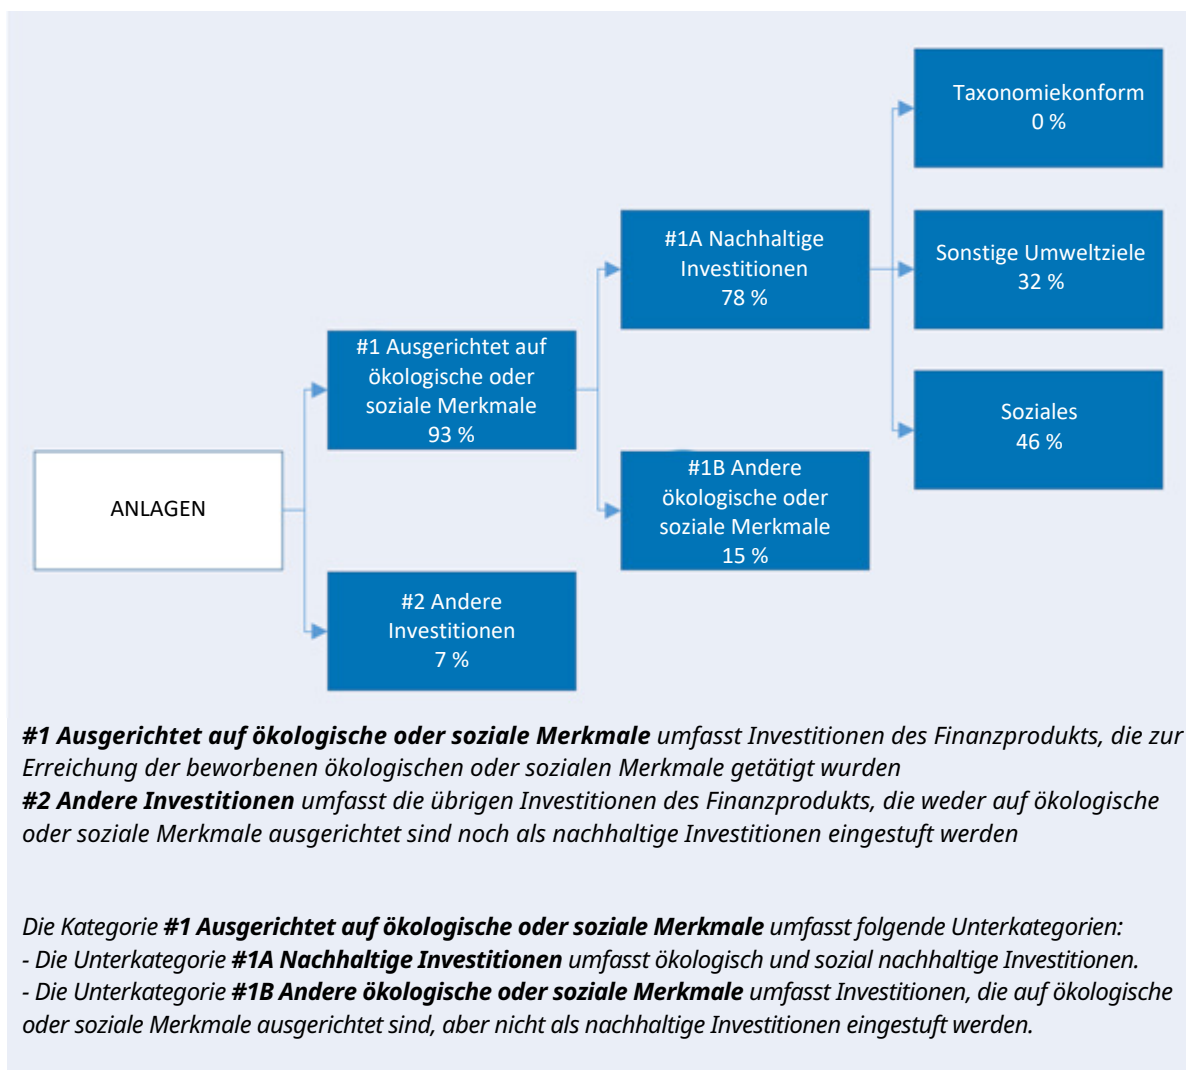 Taxonomiekonform
0 %
#1A Nachhaltige
Investitionen
78 %
Sonstige Umweltziele
32 %
#1 Ausgerichtet auf
ökologische oder
soziale Merkmale
93 %
Soziales
46 %
ANLAGEN
#1B Andere
ökologische oder
soziale Merkmale
15 %
#2 Andere
Investitionen
7 %
#1 Ausgerichtet auf ökologische oder soziale Merkmale umfasst Investitionen des Finanzprodukts, die zur
Erreichung der beworbenen ökologischen oder sozialen Merkmale getätigt wurden
#2 Andere Investitionen umfasst die übrigen Investitionen des Finanzprodukts, die weder auf ökologische
oder soziale Merkmale ausgerichtet sind noch als nachhaltige Investitionen eingestuft werden
Die Kategorie #1 Ausgerichtet auf ökologische oder soziale Merkmale umfasst folgende Unterkategorien:
- Die Unterkategorie #1A Nachhaltige Investitionen umfasst ökologisch und sozial nachhaltige Investitionen.
- Die Unterkategorie #1B Andere ökologische oder soziale Merkmale umfasst Investitionen, die auf ökologische
oder soziale Merkmale ausgerichtet sind, aber nicht als nachhaltige Investitionen eingestuft werden.